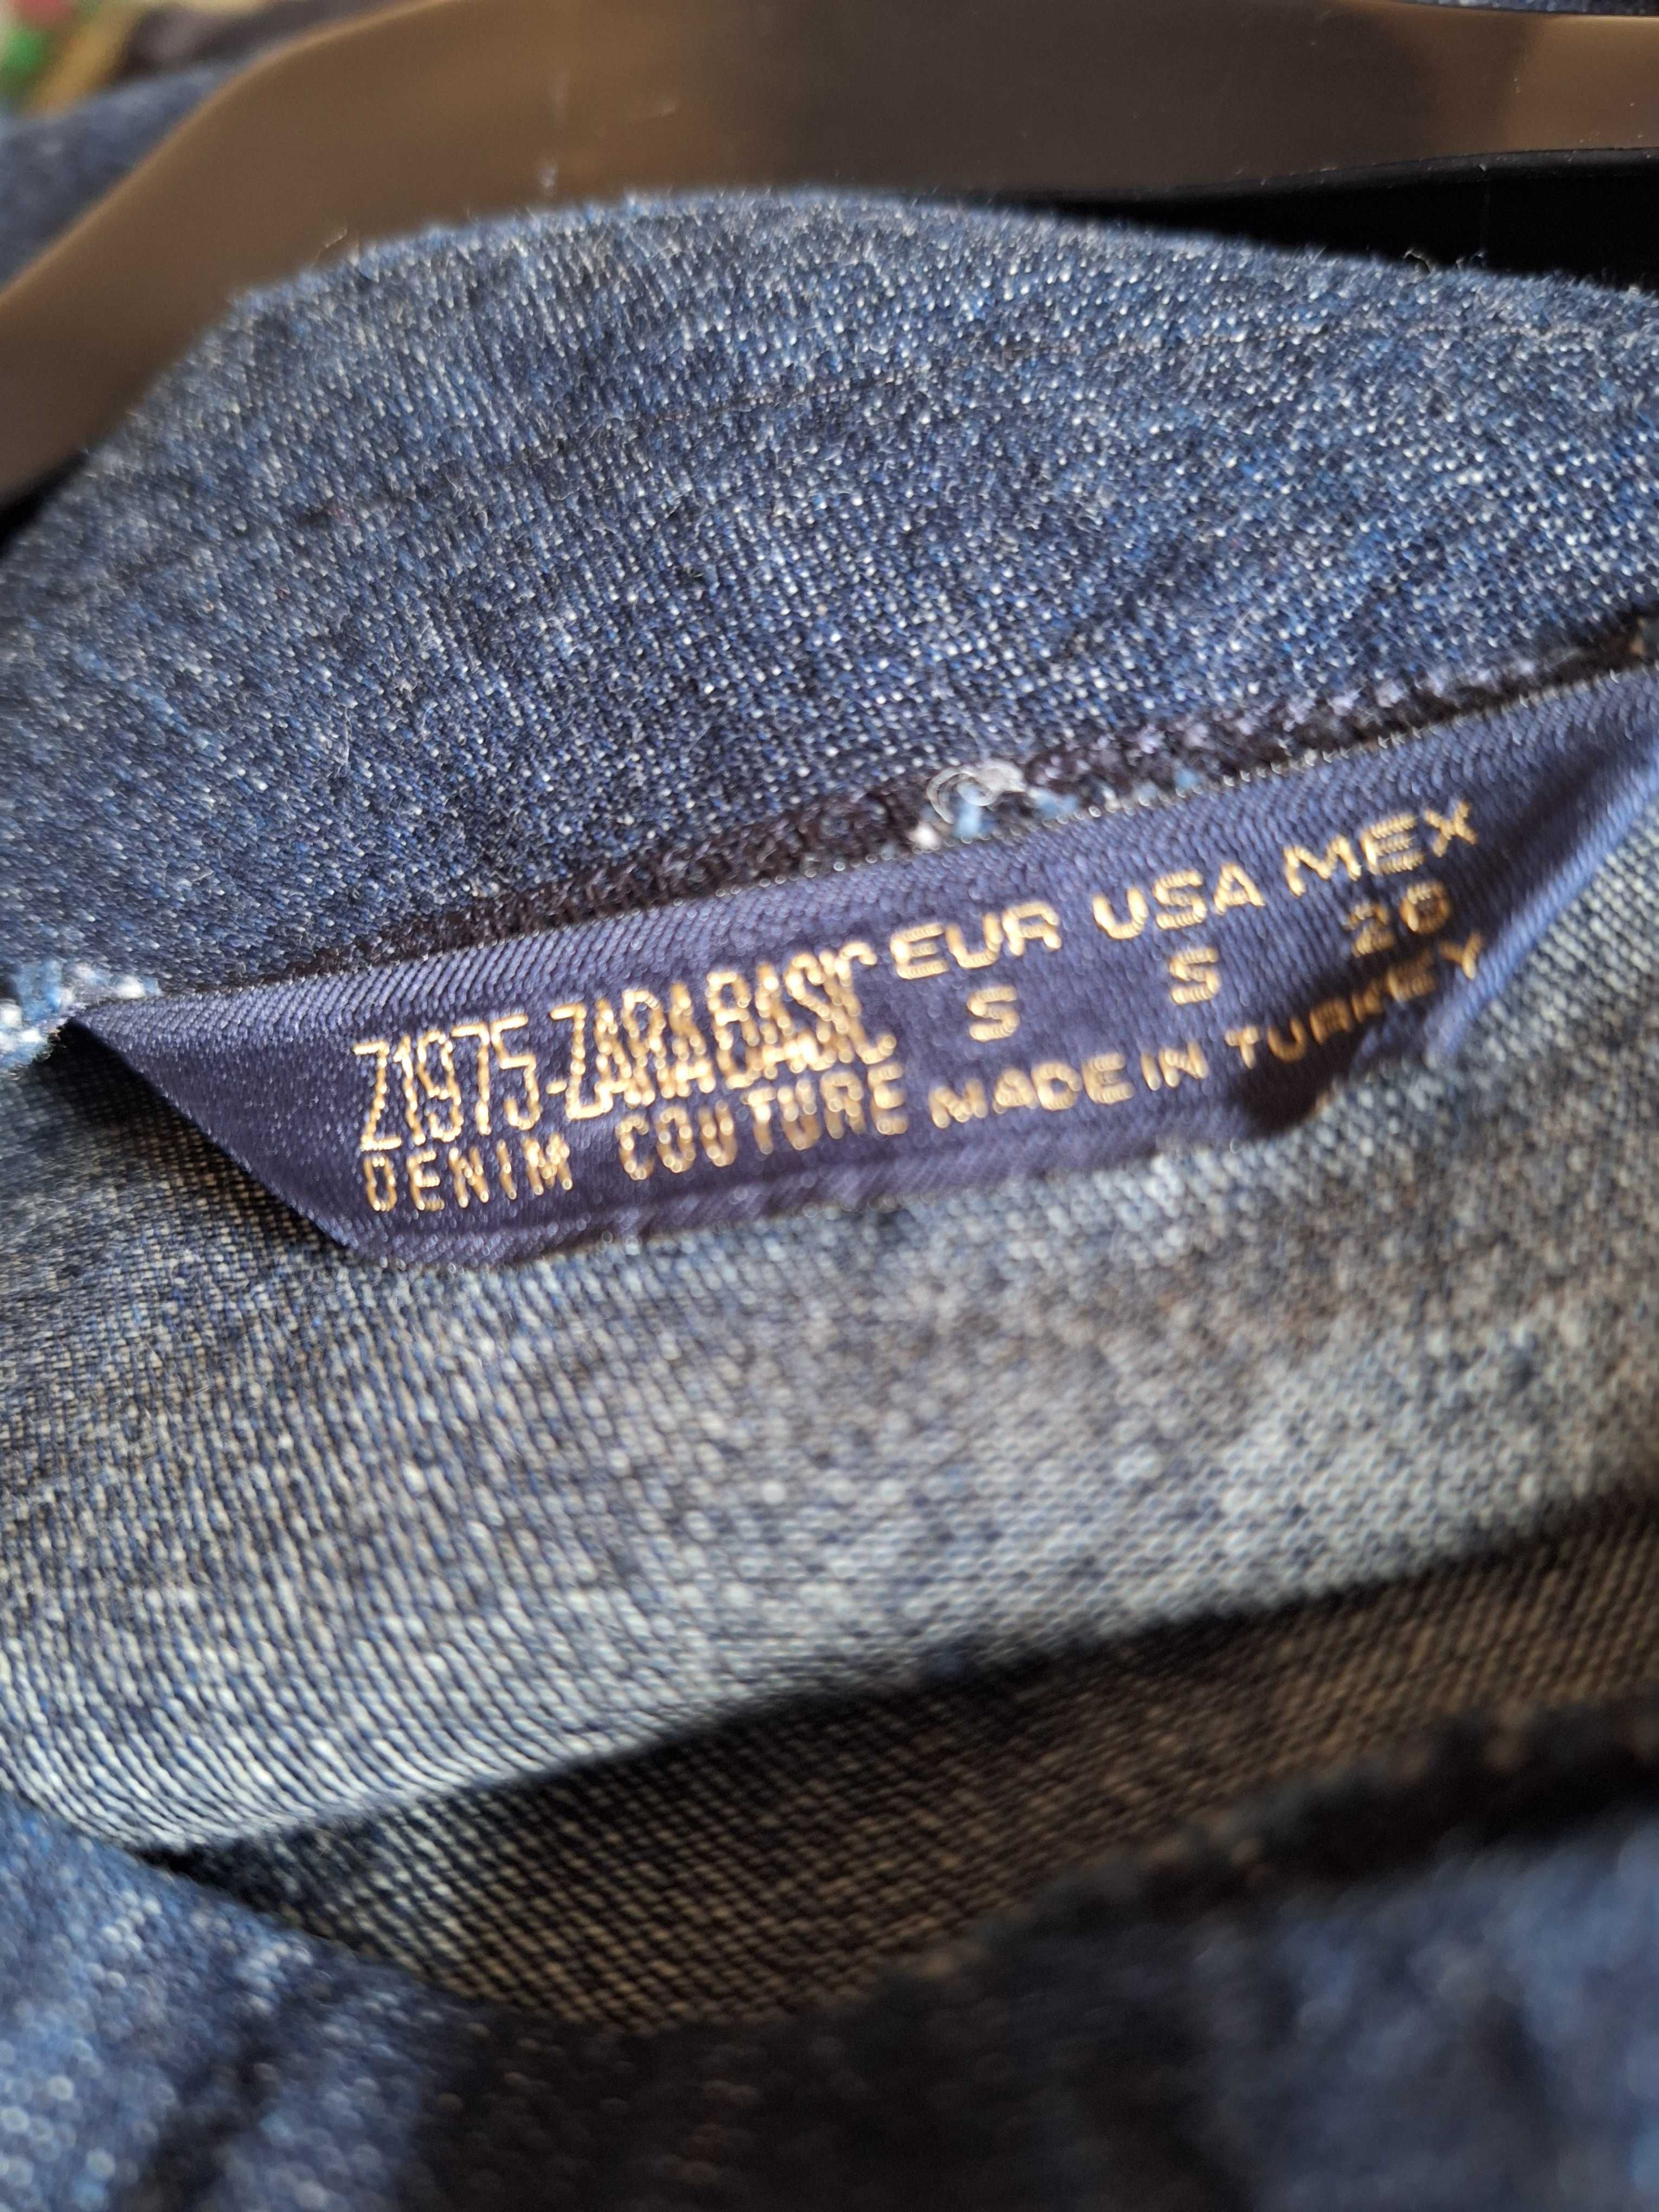 Z1975-ZARA BASIC
DENIM COUTURE
EUR USA MEX
S S 26
MADE IN TURKEY